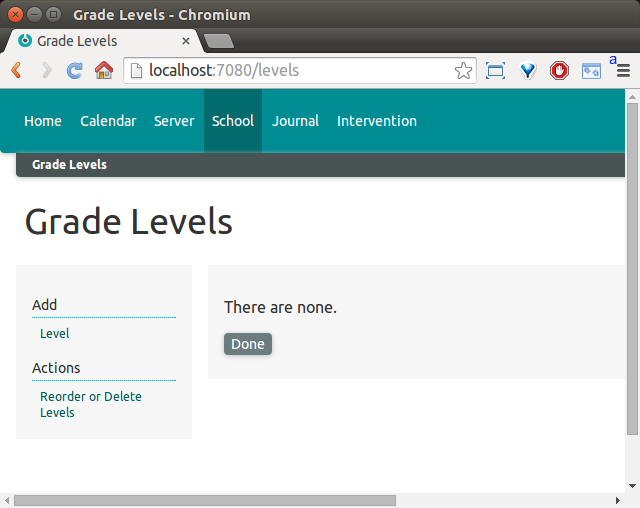 Grade Levels - Chromium
Grade Levels
localhost:7080/levels
a
Home Calendar Server School Journal Intervention
Grade Levels
Grade Levels
Add
Level
Actions
Reorder or Delete
Levels
There are none.
Done